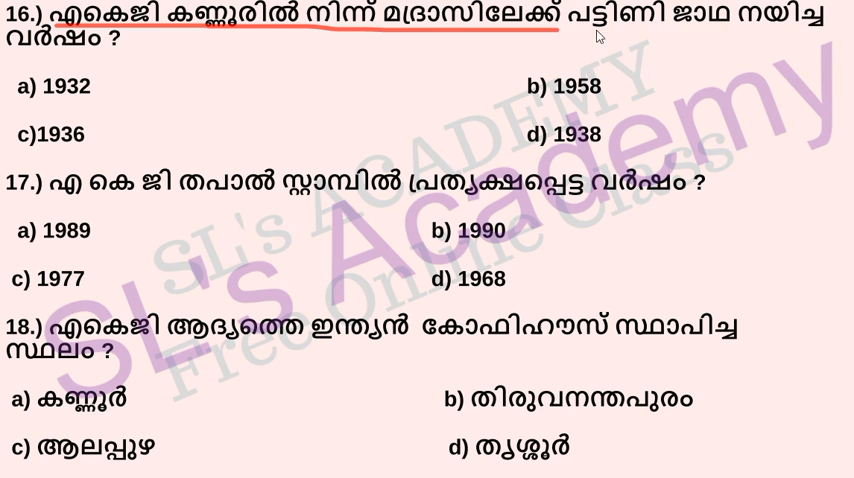 16.) എകെജി കണ്ണൂരിൽ നിന്ന് മദ്രാസിലേക്ക് പട്ടിണി ജാഥ നയിച്ച
വർഷം ?
a) 1932 b) 1958
c)1936 d) 1938
17.) എ കെ ജി തപാൽ സ്റ്റാമ്പിൽ പ്രത്യക്ഷപ്പെട്ട വർഷം ?
a) 1989 b) 1990
c) 1977 d) 1968
18.) എകെജി ആദ്യത്തെ ഇന്ത്യൻ കോഫിഹൗസ് സ്ഥാപിച്ച
സ്ഥലം ?
a) കണ്ണൂർ b) തിരുവനന്തപുരം
c) ആലപ്പുഴ d) തൃശ്ശൂർ
SL's ACADEMY
Free Online Class
SL's Academy